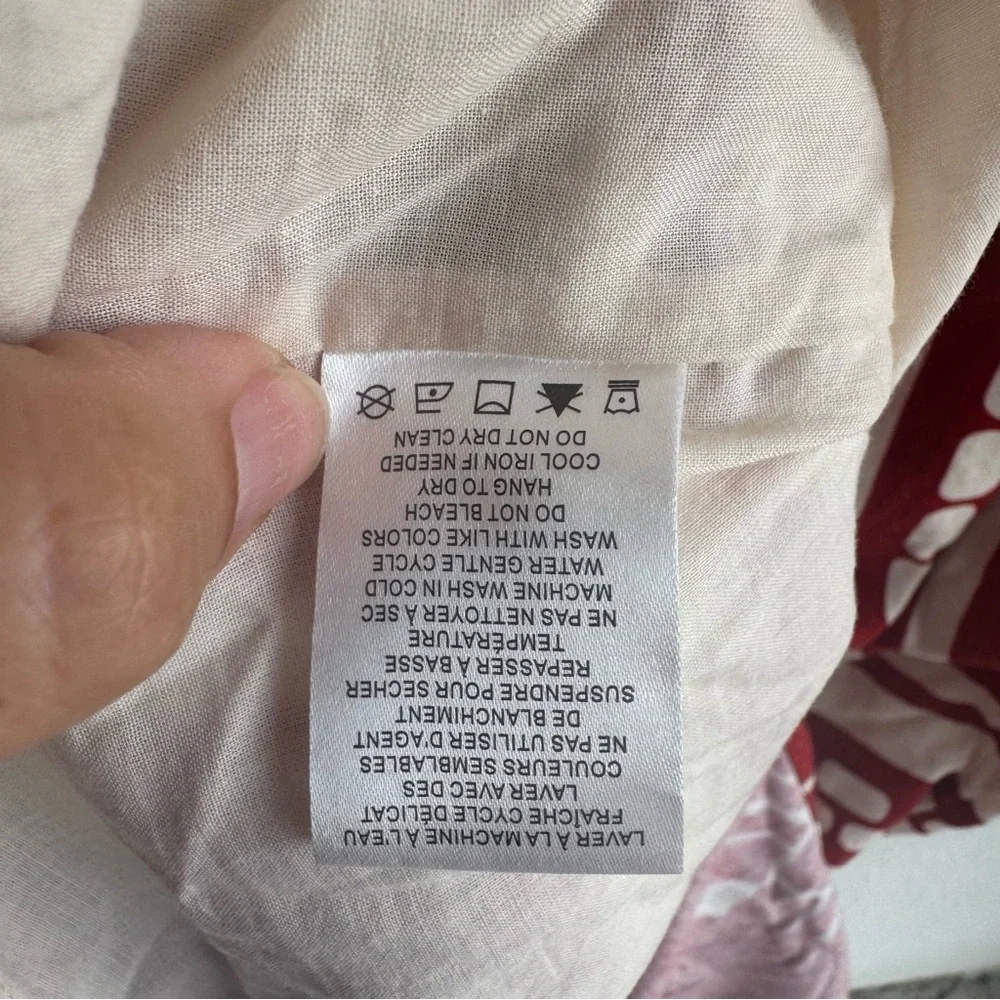 LAVER À LA MACHINE À L'EAU
FRAÎCHE CYCLE DÉLICAT
LAVER AVEC DES
COULEURS SEMBLABLES
NE PAS UTILISER D'AGENT
DE BLANCHIMENT
SUSPENDRE POUR SÉCHER
REPASSER À BASSE
TEMPÉRATURE
NE PAS NETTOYER À SEC
MACHINE WASH IN COLD
WATER GENTLE CYCLE
WASH WITH LIKE COLORS
DO NOT BLEACH
HANG TO DRY
COOL IRON IF NEEDED
DO NOT DRY CLEAN